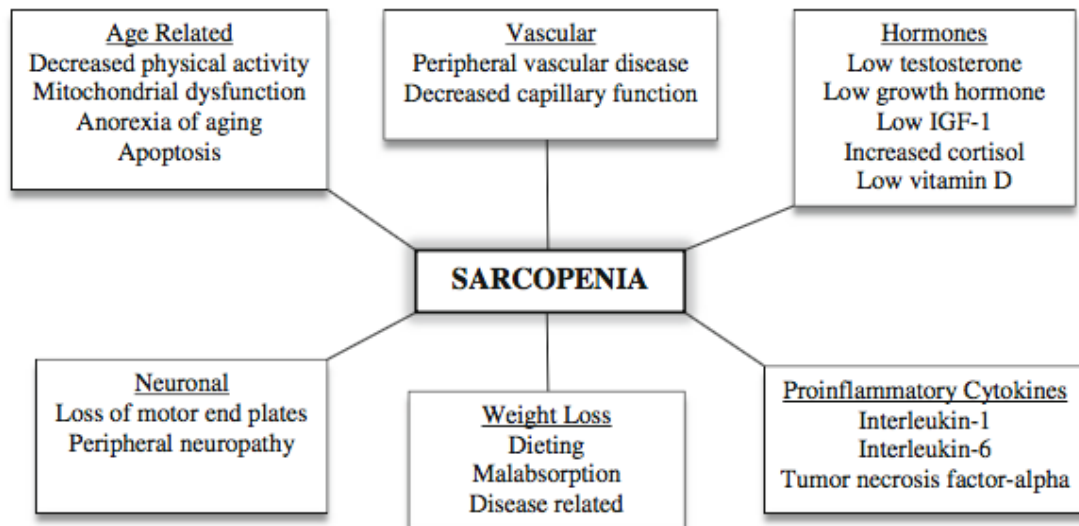 Age Related
Decreased physical activity
Mitochondrial dysfunction
Anorexia of aging
Apoptosis
Vascular
Peripheral vascular disease
Decreased capillary function
Hormones
Low testosterone
Low growth hormone
Low IGF-1
Increased cortisol
Low vitamin D
SARCOPENIA
Neuronal
Loss of motor end plates
Peripheral neuropathy
Weight Loss
Dieting
Malabsorption
Disease related
Proinflammatory Cytokines
Interleukin-1
Interleukin-6
Tumor necrosis factor-alpha